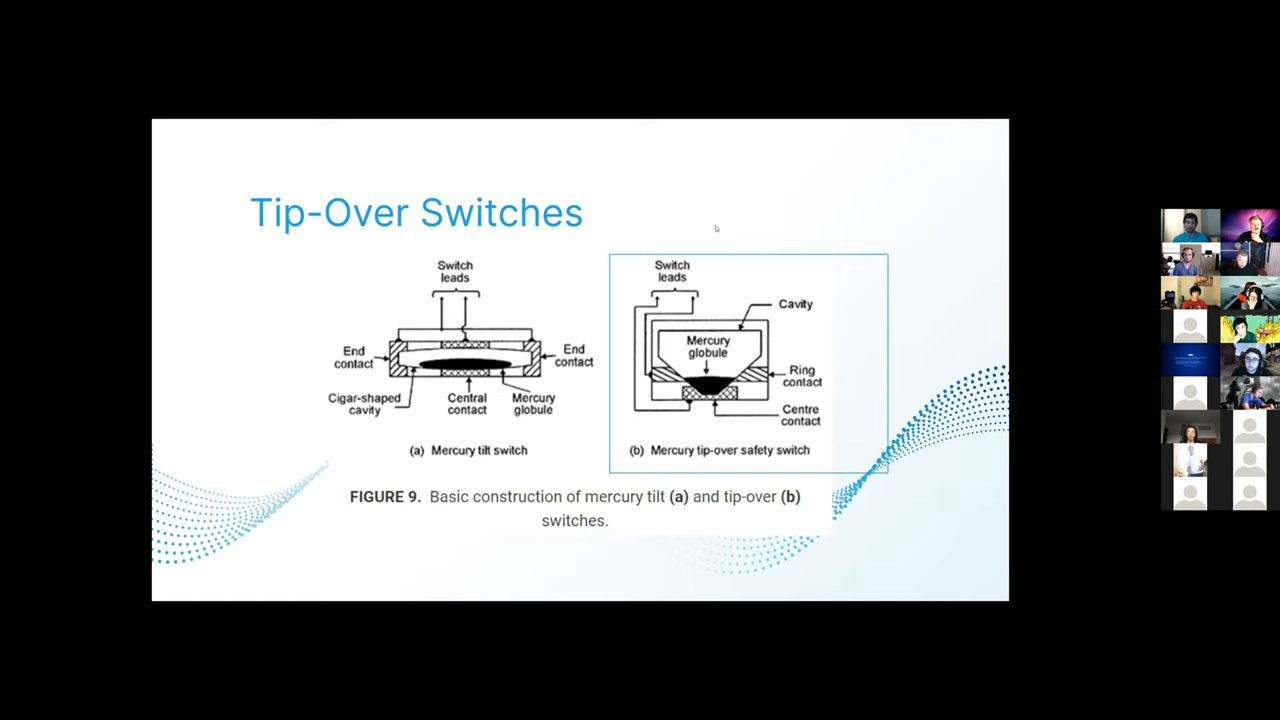 Tip-Over Switches
Switch
leads
End
contact
End
contact
Cigar-shaped
cavity
Central
contact
Mercury
globule
(a) Mercury tilt switch
Switch
leads
Cavity
Mercury
globule
Ring
contact
Centre
contact
(b) Mercury tip-over safety switch
FIGURE 9. Basic construction of mercury tilt (a) and tip-over (b)
switches.